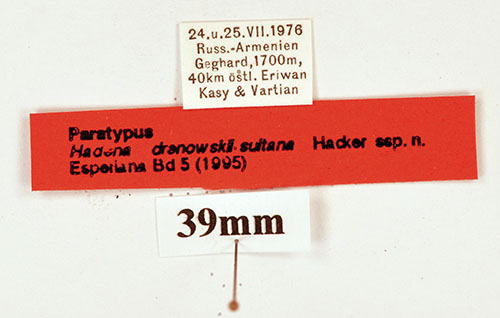 24.u.25.VII.1976
Russ.-Armenien
Geghard,1700m,
40km östl. Eriwan
Kasy & Vartian
Paratypus
Hadena dranowskii sultana Hacker ssp. n.
Esperiana Bd 5 (1995)
39mm